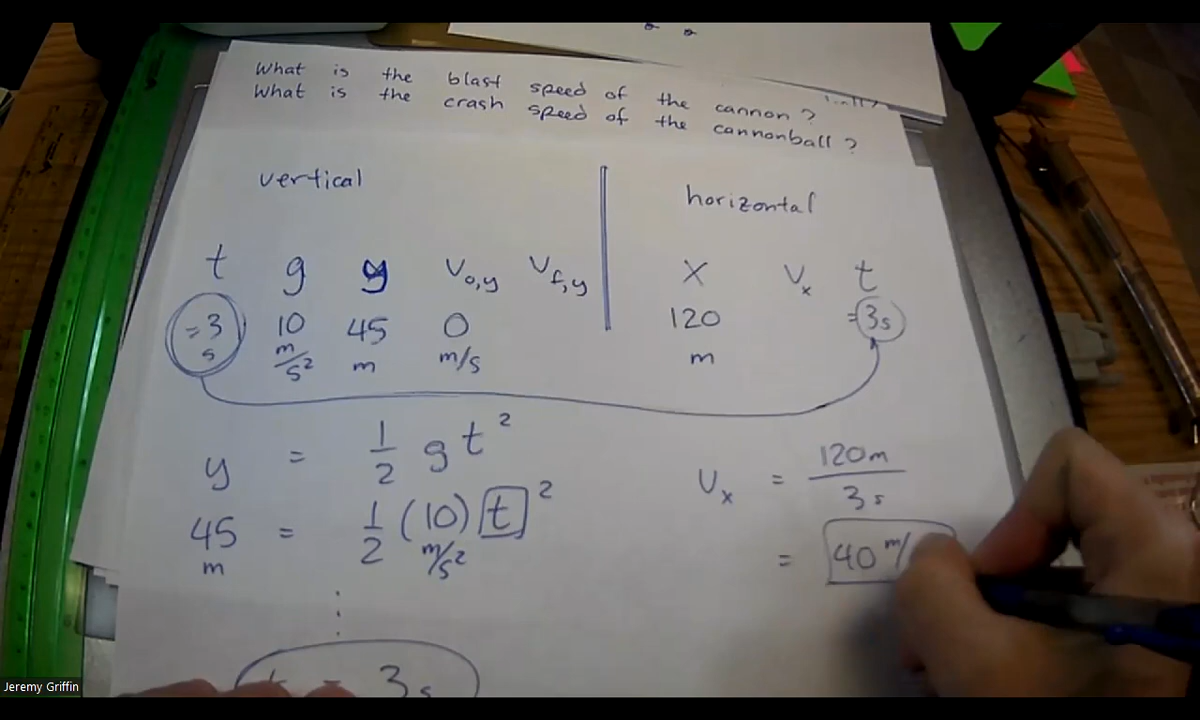 What is the blast speed of the cannon?
What is the crash speed of the cannonball?
vertical
horizontal
t g y V₀,y V f,y
X Vₓ t
= 3 s 10 m/s² 45 m 0 m/s
120 m = 3s
y = 1/2 g t²
45 m = 1/2 (10) m/s² t ²
Vₓ = 120m / 3s
= 40 m/
t = 3s
Jeremy Griffin